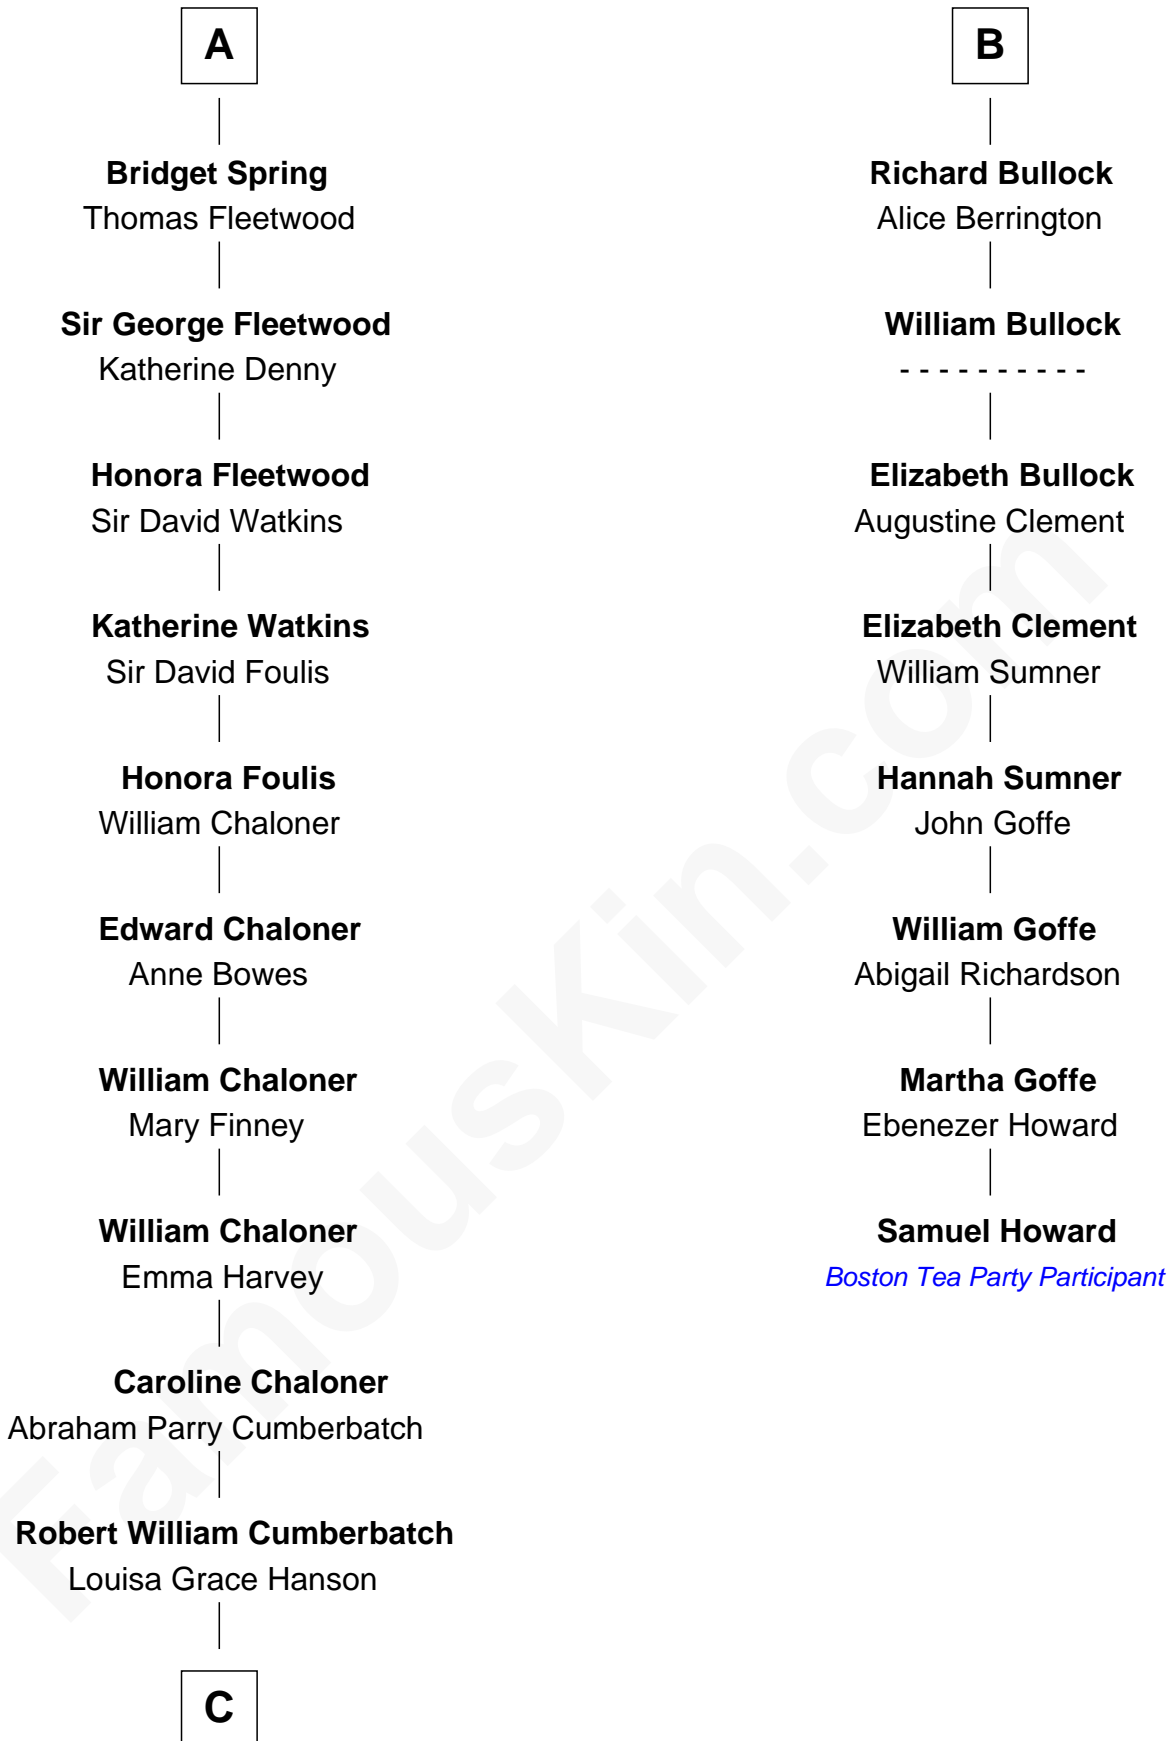 A
Bridget Spring
Thomas Fleetwood
Sir George Fleetwood
Katherine Denny
Honora Fleetwood
Sir David Watkins
Katherine Watkins
Sir David Foulis
Honora Foulis
William Chaloner
Edward Chaloner
Anne Bowes
William Chaloner
Mary Finney
William Chaloner
Emma Harvey
Caroline Chaloner
Abraham Parry Cumberbatch
Robert William Cumberbatch
Louisa Grace Hanson
C
B
Richard Bullock
Alice Berrington
William Bullock
- - - - - - - - - -
Elizabeth Bullock
Augustine Clement
Elizabeth Clement
William Sumner
Hannah Sumner
John Goffe
William Goffe
Abigail Richardson
Martha Goffe
Ebenezer Howard
Samuel Howard
Boston Tea Party Participant
FamousKin.com